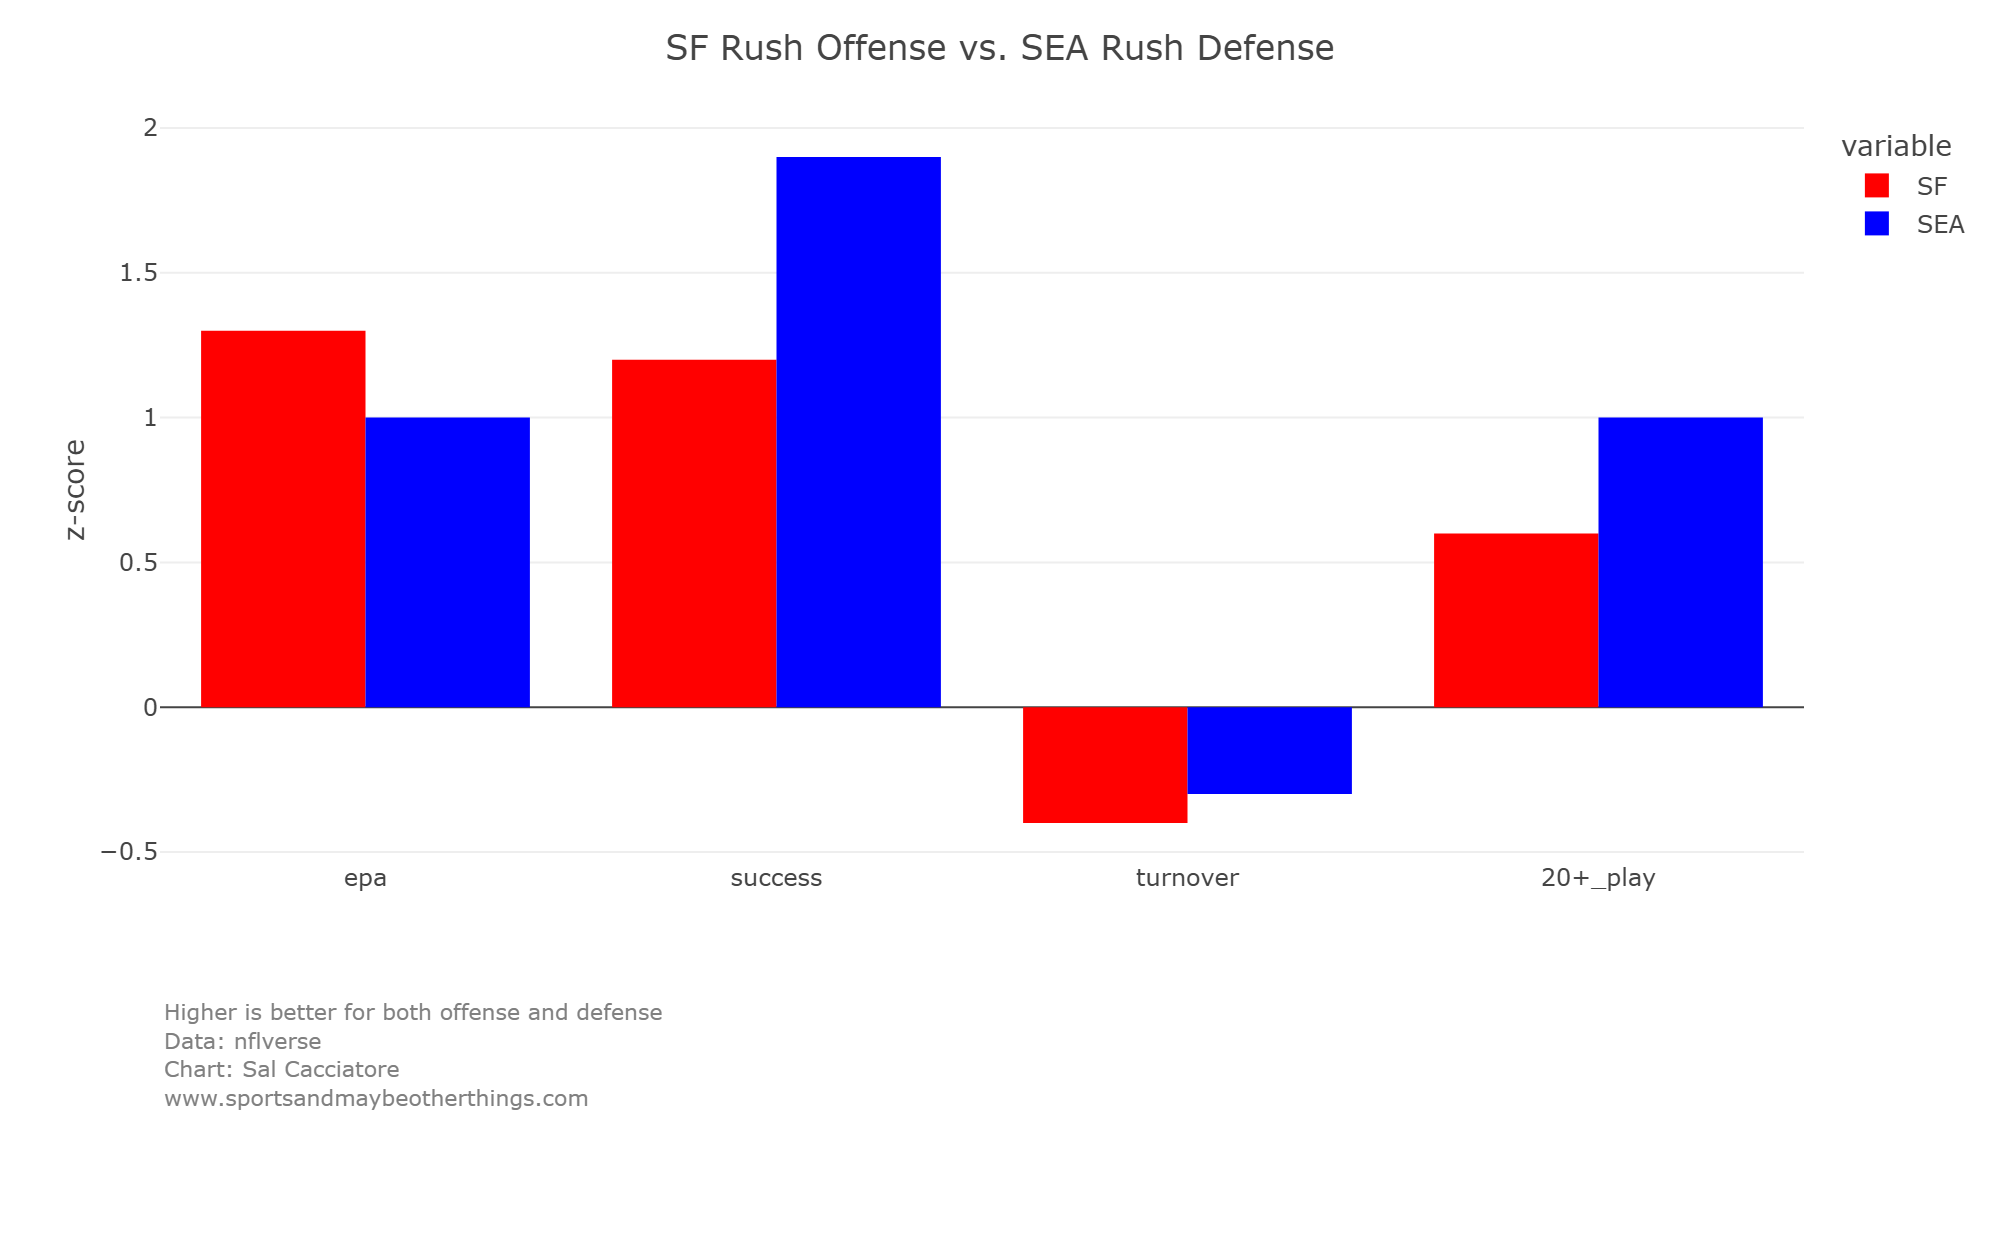 SF Rush Offense vs. SEA Rush Defense
2
1.5
1
0.5
0
−0.5
z-score
epa
success
turnover
20+_play
variable
SF
SEA
Higher is better for both offense and defense
Data: nflverse
Chart: Sal Cacciatore
www.sportsandmaybeotherthings.com